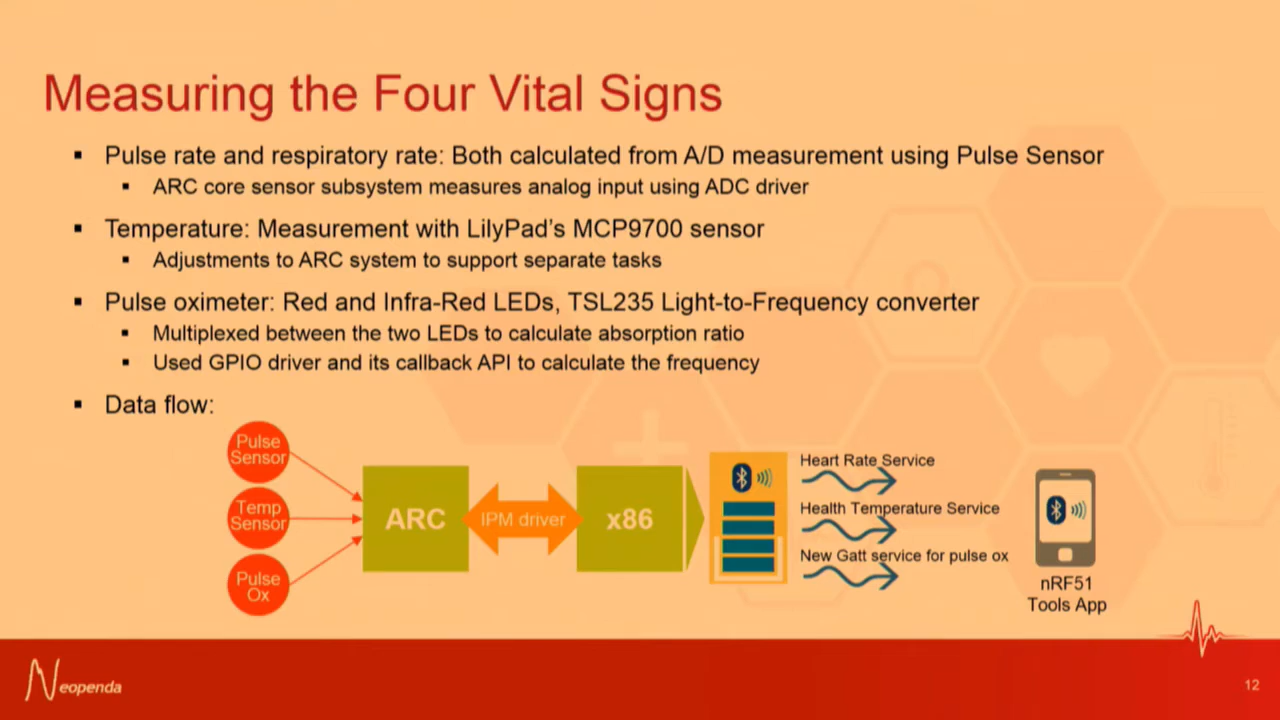 Measuring the Four Vital Signs
Pulse rate and respiratory rate: Both calculated from A/D measurement using Pulse Sensor
ARC core sensor subsystem measures analog input using ADC driver
Temperature: Measurement with LilyPad's MCP9700 sensor
Adjustments to ARC system to support separate tasks
Pulse oximeter: Red and Infra-Red LEDs, TSL235 Light-to-Frequency converter
Multiplexed between the two LEDs to calculate absorption ratio
Used GPIO driver and its callback API to calculate the frequency
Data flow:
Pulse
Sensor
Temp
Sensor
Pulse
Ox
ARC
IPM driver
x86
Heart Rate Service
Health Temperature Service
New Gatt service for pulse ox
nRF51
Tools App
Neopenda
12